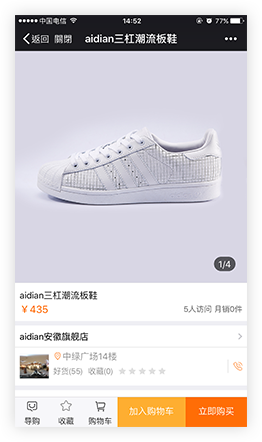 中国电信 14:52 77%
返回 關閉 aidian三杠潮流板鞋
1/4
aidian三杠潮流板鞋
¥435 5人访问 月销0件
aidian安徽旗舰店
中绿广场14楼
好货(55) 收藏(0)
导购 收藏 购物车 加入购物车 立即购买